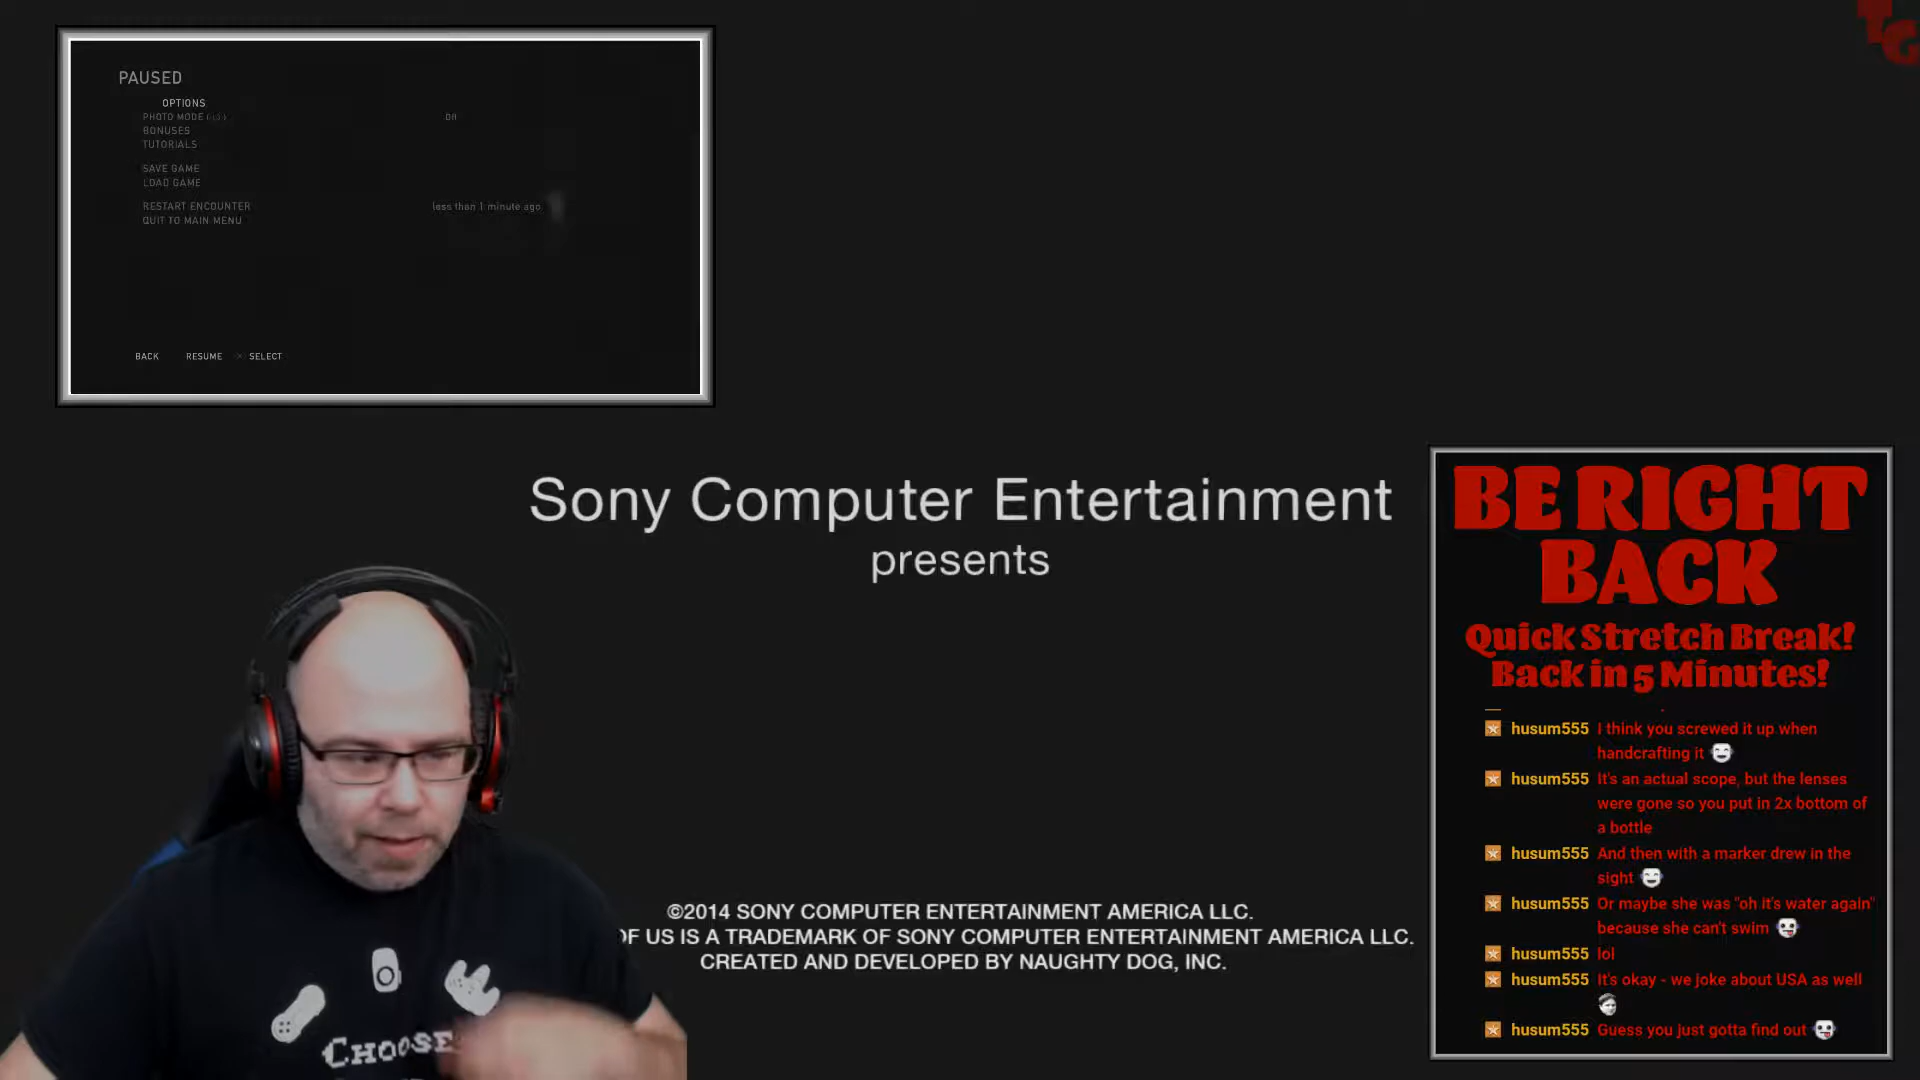 TG
PAUSED
OPTIONS
PHOTO MODE
BONUSES
TUTORIALS
SAVE GAME
LOAD GAME
RESTART ENCOUNTER less than 1 minute ago
QUIT TO MAIN MENU
BACK RESUME SELECT
Sony Computer Entertainment
presents
©2014 SONY COMPUTER ENTERTAINMENT AMERICA LLC.
OF US IS A TRADEMARK OF SONY COMPUTER ENTERTAINMENT AMERICA LLC.
CREATED AND DEVELOPED BY NAUGHTY DOG, INC.
CHOOSE
BE RIGHT
BACK
Quick Stretch Break!
Back in 5 Minutes!
husum555 I think you screwed it up when
handcrafting it
husum555 It's an actual scope, but the lenses
were gone so you put in 2x bottom of
a bottle
husum555 And then with a marker drew in the
sight
husum555 Or maybe she was "oh it's water again"
because she can't swim
husum555 lol
husum555 It's okay - we joke about USA as well
husum555 Guess you just gotta find out